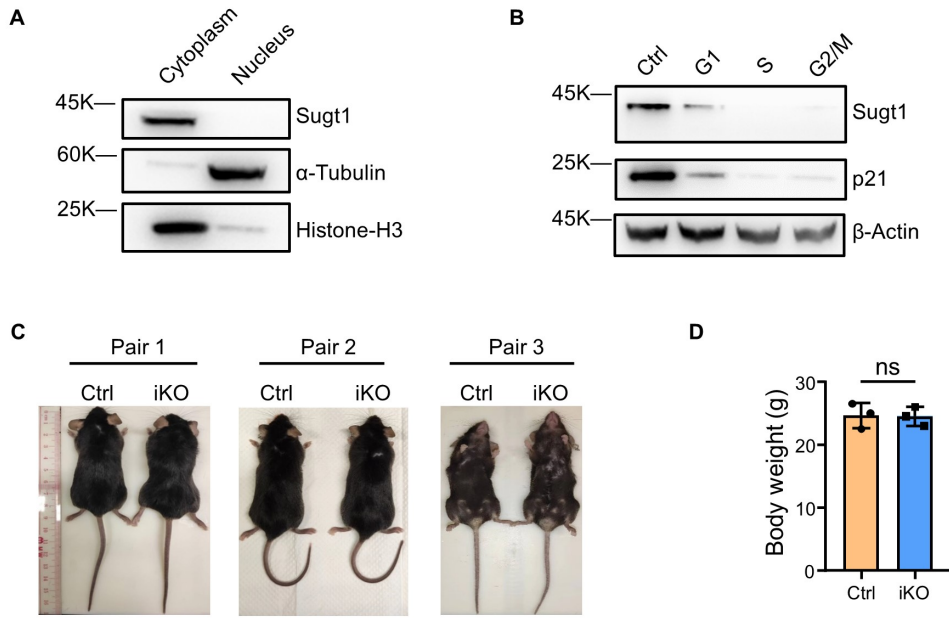 A
Cytoplasm
Nucleus
45K
Sugt1
60K
α-Tubulin
25K
Histone-H3
B
Ctrl
G1
S
G2/M
45K
Sugt1
25K
p21
45K
β-Actin
C
Pair 1
Pair 2
Pair 3
Ctrl
iKO
Ctrl
iKO
Ctrl
iKO
D
ns
Body weight (g)
30
20
10
0
Ctrl
iKO